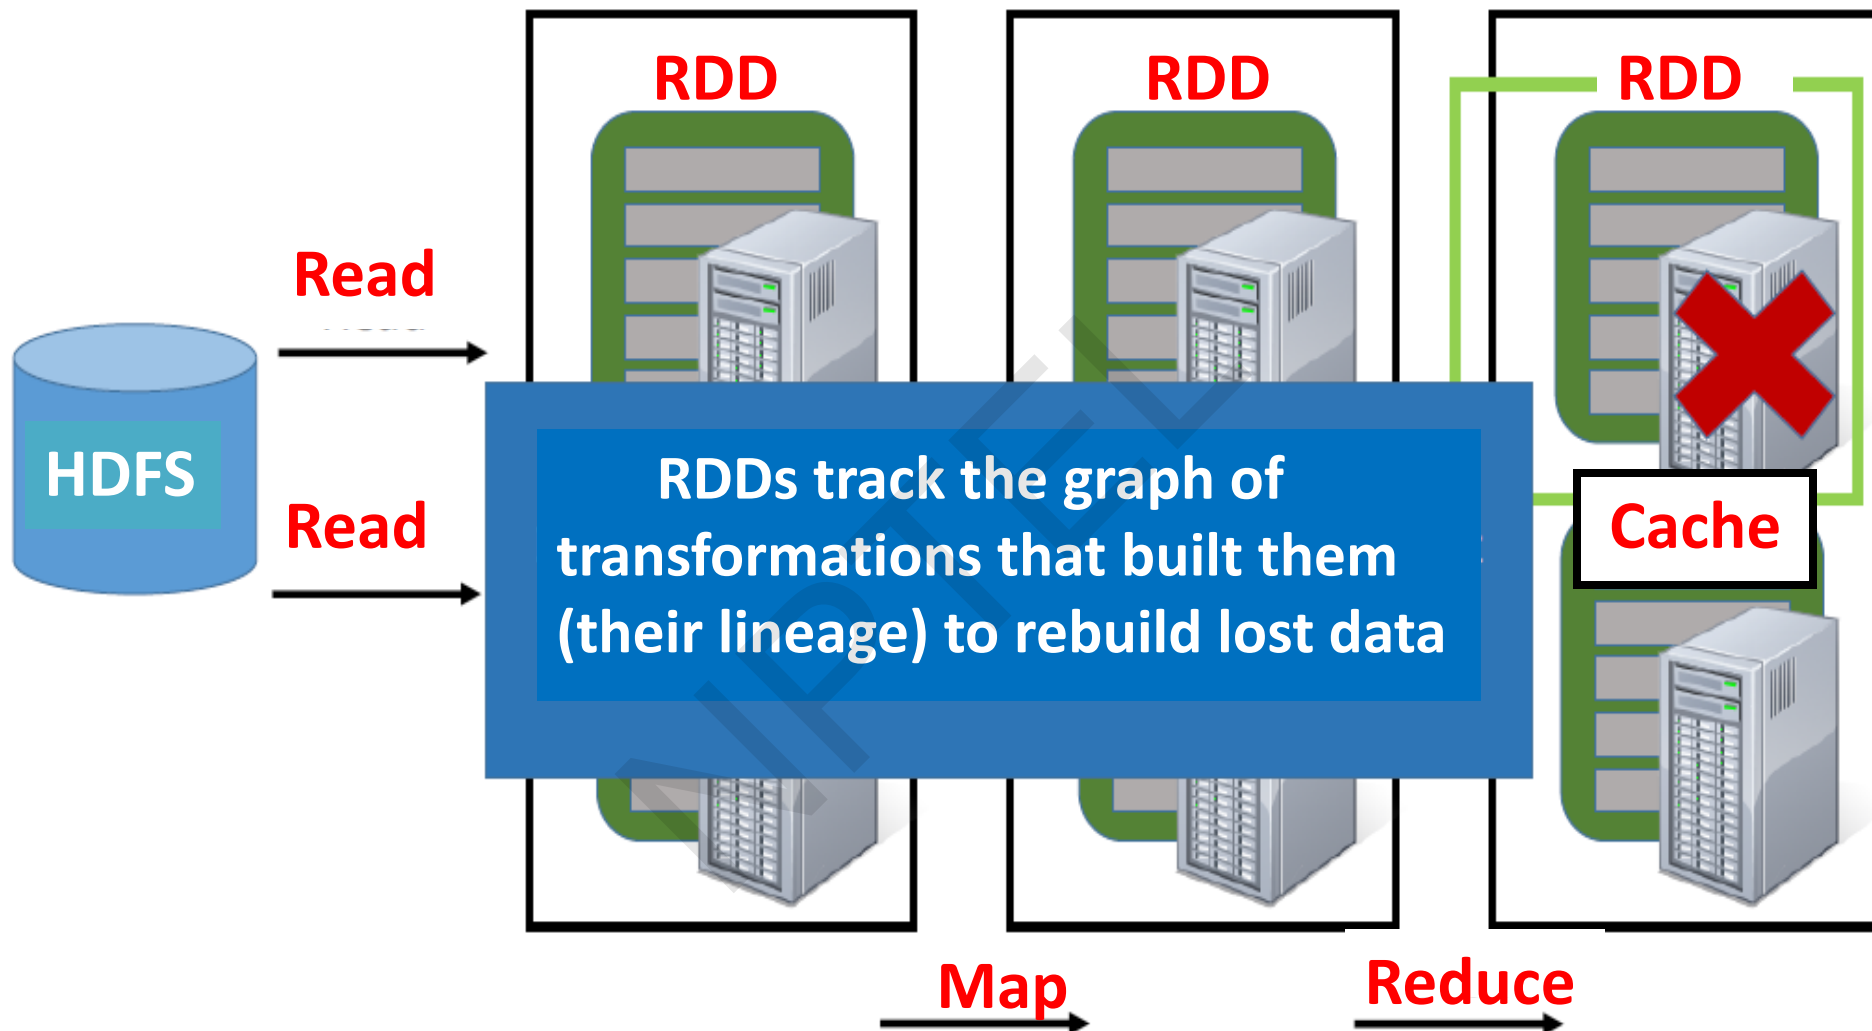 RDD
RDD
RDD
Read
HDFS
Read
RDDs track the graph of
transformations that built them
(their lineage) to rebuild lost data
Cache
Map
Reduce
NPTEL